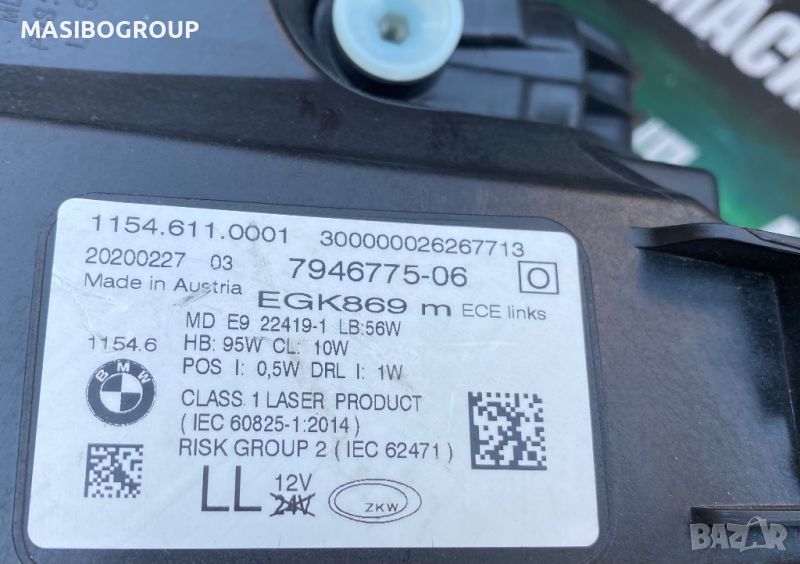 MASIBOGROUP
1154.611.0001 300000026267713
20200227 03 7946775-06 O
Made in Austria EGK869 m ECE links
MD E9 22419-1 LB:56W
1154.6 HB: 95W CL: 10W
POS I: 0,5W DRL I: 1W
BMW
CLASS 1 LASER PRODUCT
( IEC 60825-1:2014 )
RISK GROUP 2 ( IEC 62471 )
LL 12V
24V ZKW
BAZAR